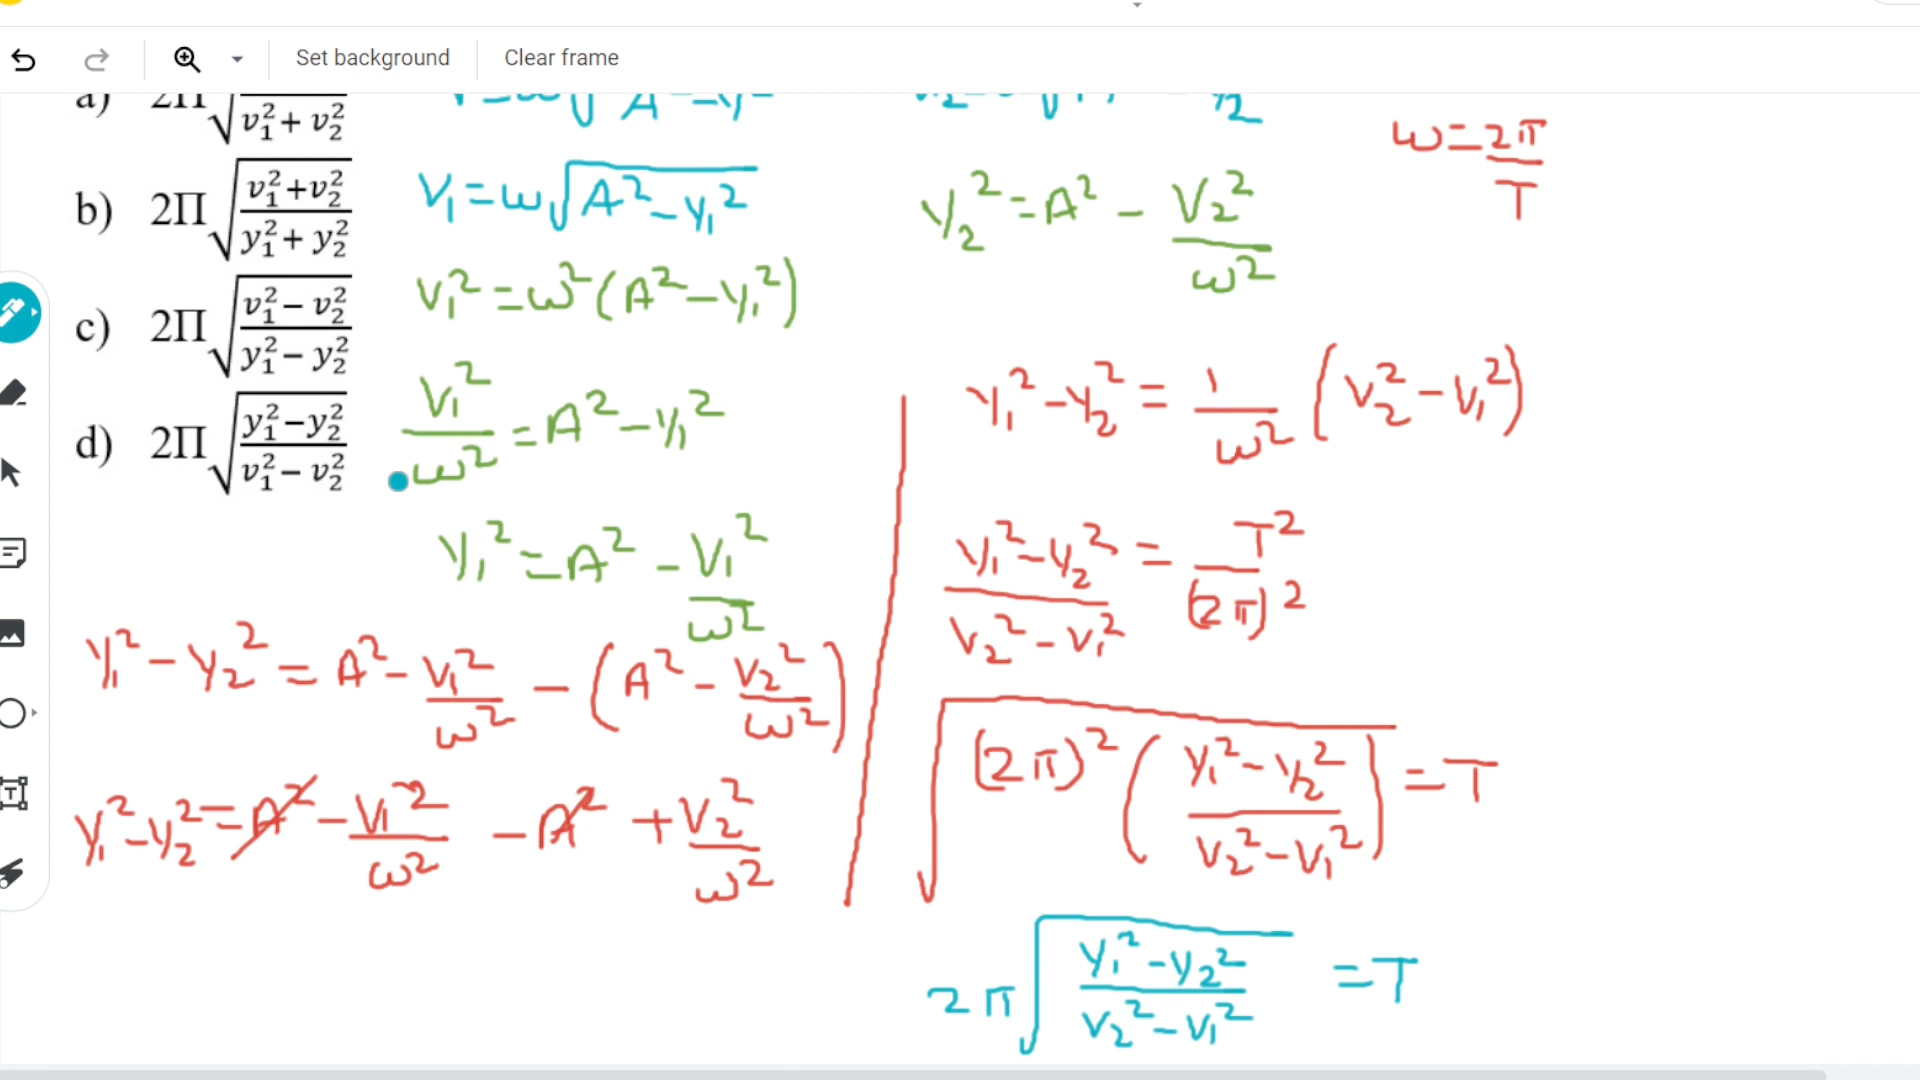 Set background
Clear frame
a) 2Π√ v₁²+ v₂²
b) 2Π√((v₁²+v₂²)/(y₁²+ y₂²))
c) 2Π√((v₁²− v₂²)/(y₁²− y₂²))
d) 2Π√((y₁²−y₂²)/(v₁²− v₂²))
V₁=ω√(A²−y₁²)
V₁²=ω²(A²−y₁²)
V₁²/ω²=A²−y₁²
y₁²=A²−V₁²/ω²
y₁²−y₂²=A²−V₁²/ω²−(A²−V₂²/ω²)
y₁²−y₂²=A²−V₁²/ω²−A²+V₂²/ω²
ω=2π/T
y₂²=A²−V₂²/ω²
y₁²−y₂²=1/ω²(V₂²−V₁²)
(y₁²−y₂²)/(V₂²−V₁²)=T²/(2π)²
√((2π)²((y₁²−y₂²)/(V₂²−V₁²)))=T
2π√((y₁²−y₂²)/(V₂²−V₁²))=T